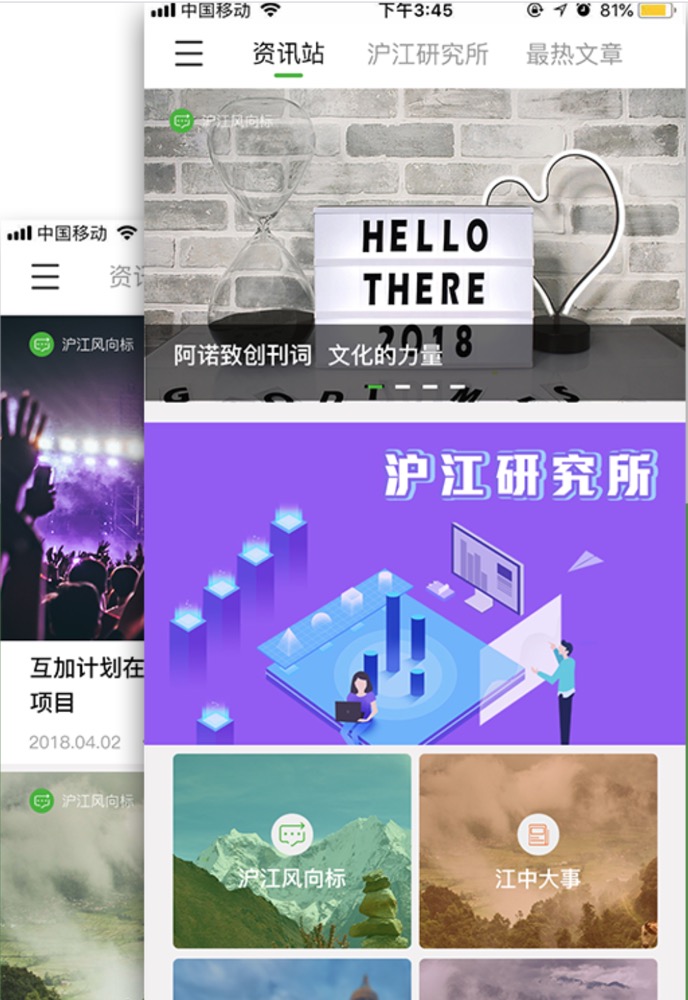 中国移动
下午3:45
81%
资讯站
沪江研究所
最热文章
沪江风向标
HELLO
THERE
2018
阿诺致创刊词 文化的力量
沪江研究所
沪江风向标
江中大事
中国移动
资讯
沪江风向标
互加计划在
项目
2018.04.02
沪江风向标